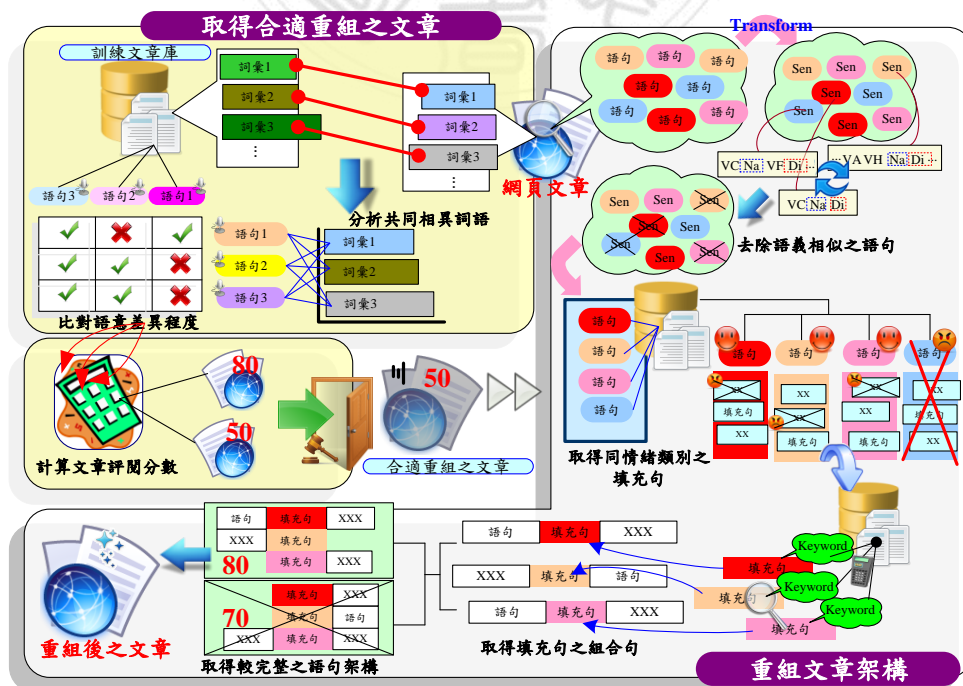 取得合適重組之文章
訓練文章庫
詞彙1
詞彙2
詞彙3
⋮
詞彙1
詞彙2
詞彙3
⋮
網頁文章
語句3
語句2
語句1
分析共同相異詞語
語句1
語句2
語句3
詞彙1
詞彙2
詞彙3
比對語意差異程度
80
50
計算文章評閱分數
50
合適重組之文章
Transform
語句 語句 語句
語句 語句
語句 語句 語句
Sen Sen Sen
Sen Sen
Sen Sen Sen
VC Na VF Di ...
...VA VH Na Di ...
VC Na Di
Sen Sen Sen
Sen
Sen Sen Sen
去除語義相似之語句
語句
語句
語句
語句
取得同情緒類別之
填充句
語句 語句 語句 語句
XX
填充句
XX
XX
XX
填充句
XX
填充句
XX
XX
填充句
XX
Keyword
Keyword
Keyword
填充句
填充句
填充句
語句 填充句 XXX
XXX 填充句 語句
語句 填充句 XXX
取得填充句之組合句
語句 填充句 XXX
XXX 填充句
80 填充句 XXX
填充句 XXX
70 填充句 語句
XXX 填充句 XXX
取得較完整之語句架構
重組後之文章
重組文章架構